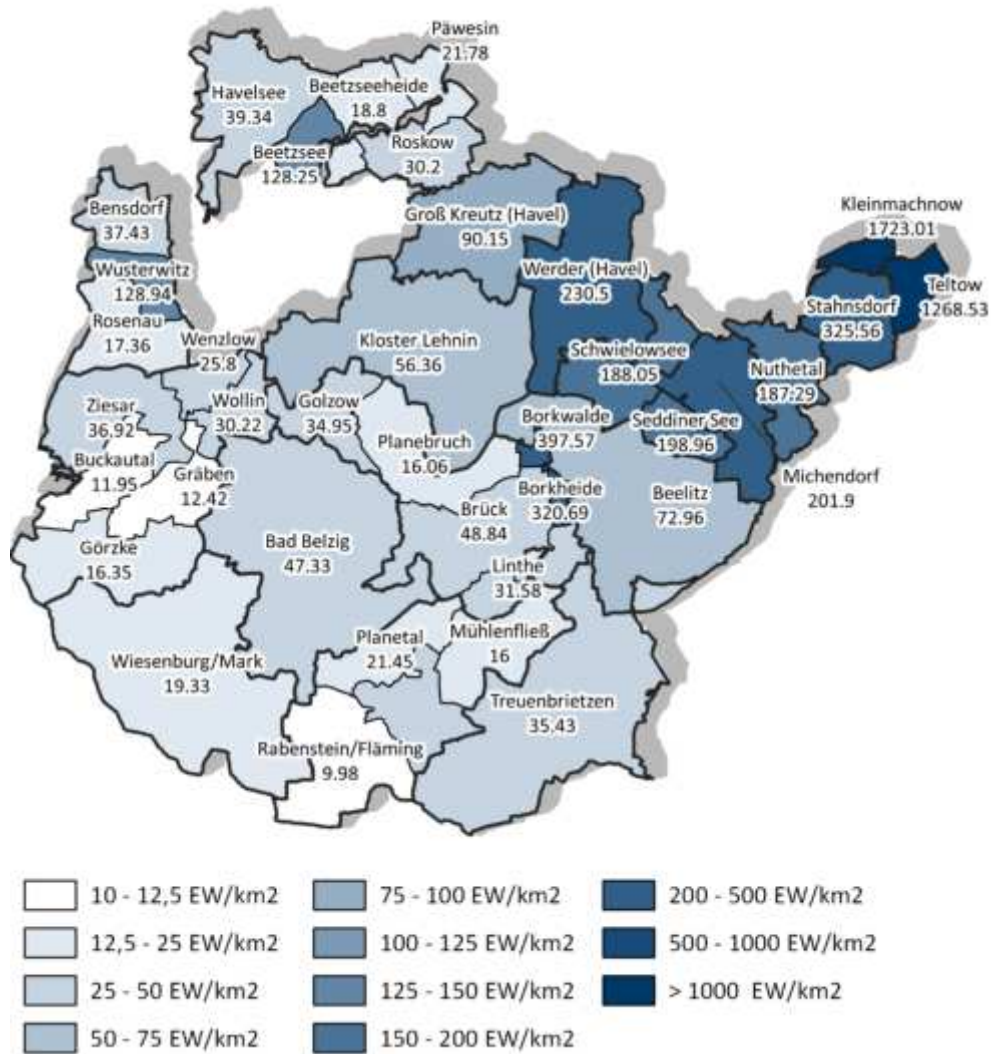 Päwesin
21.78
Havelsee
39.34
Beetzseeheide
18.8
Beetzsee
128.25
Roskow
30.2
Bensdorf
37.43
Groß Kreutz (Havel)
90.15
Kleinmachnow
1723.01
Wusterwitz
128.94
Werder (Havel)
230.5
Teltow
1268.53
Stahnsdorf
325.56
Rosenau
17.36
Wenzlow
25.8
Kloster Lehnin
56.36
Schwielowsee
188.05
Nuthetal
187.29
Ziesar
36.92
Wollin
30.22
Golzow
34.95
Borkwalde
397.57
Seddiner See
198.96
Planebruch
16.06
Buckautal
11.95
Gräben
12.42
Michendorf
201.9
Borkheide
320.69
Beelitz
72.96
Brück
48.84
Bad Belzig
47.33
Görzke
16.35
Linthe
31.58
Planetal
21.45
Mühlenfließ
16
Wiesenburg/Mark
19.33
Treuenbrietzen
35.43
Rabenstein/Fläming
9.98
10 - 12,5 EW/km2
12,5 - 25 EW/km2
25 - 50 EW/km2
50 - 75 EW/km2
75 - 100 EW/km2
100 - 125 EW/km2
125 - 150 EW/km2
150 - 200 EW/km2
200 - 500 EW/km2
500 - 1000 EW/km2
> 1000 EW/km2